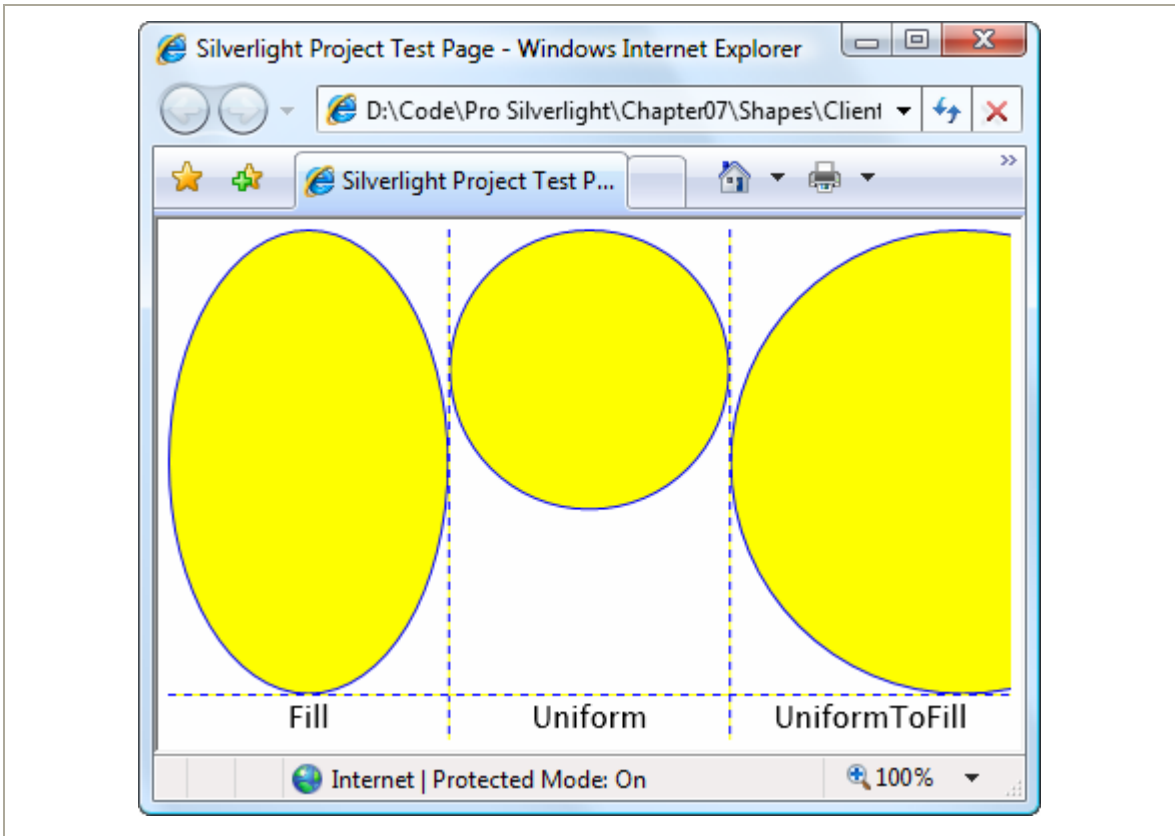 Silverlight Project Test Page - Windows Internet Explorer
D:\Code\Pro Silverlight\Chapter07\Shapes\Client
Silverlight Project Test P...
Fill
Uniform
UniformToFill
Internet | Protected Mode: On
100%